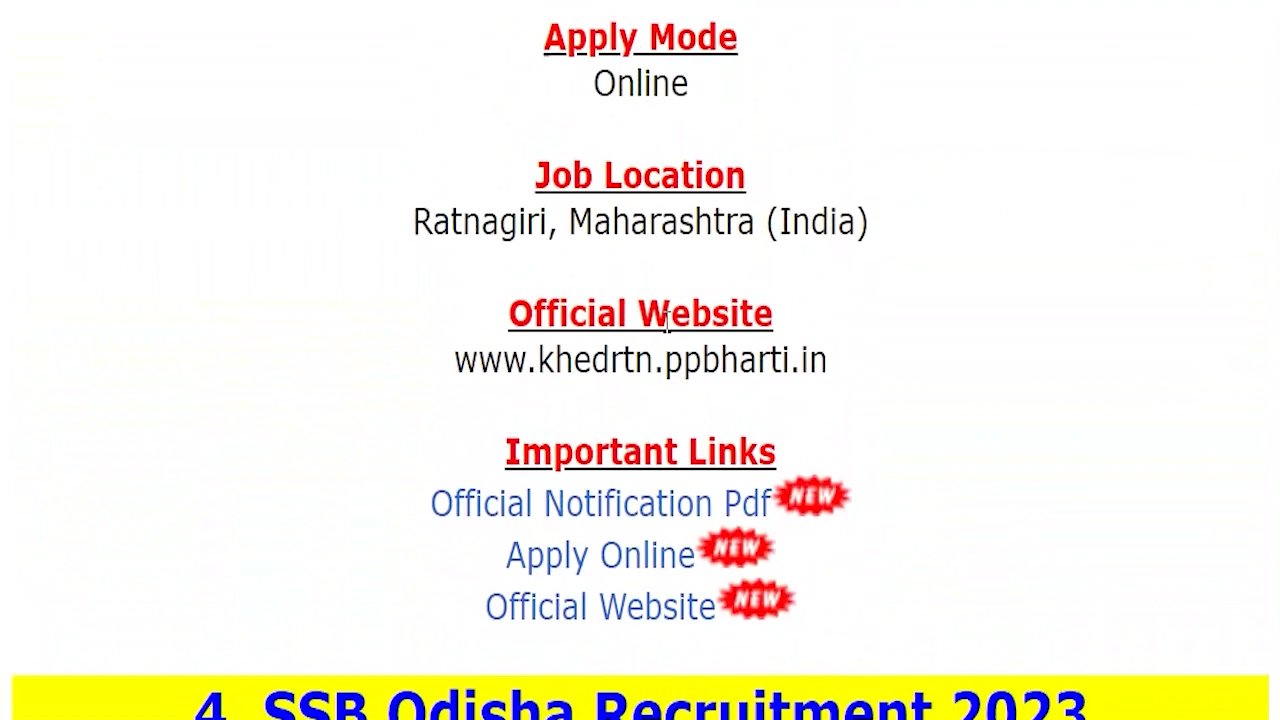 Apply Mode
Online
Job Location
Ratnagiri, Maharashtra (India)
Official Website
www.khedrtn.ppbharti.in
Important Links
Official Notification Pdf NEW
Apply Online NEW
Official Website NEW
4. SSB Odisha Recruitment 2023